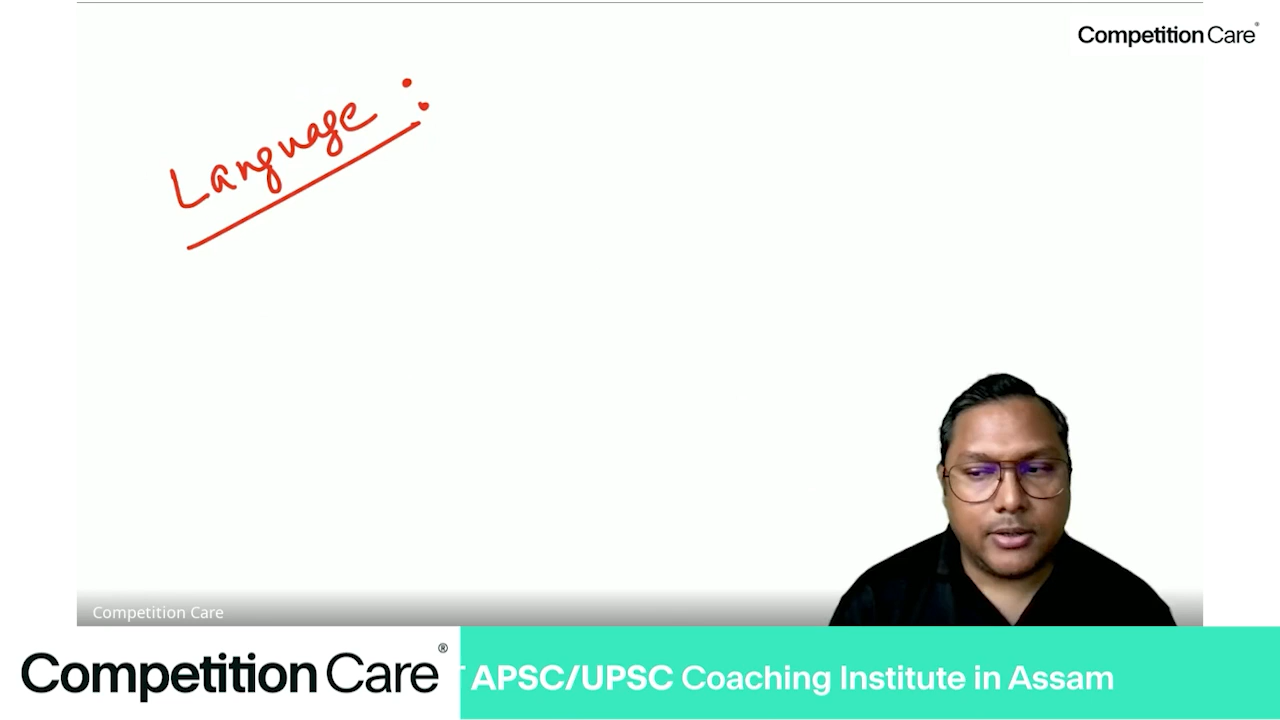 Competition Care®
Language :
Competition Care
Competition Care®
APSC/UPSC Coaching Institute in Assam